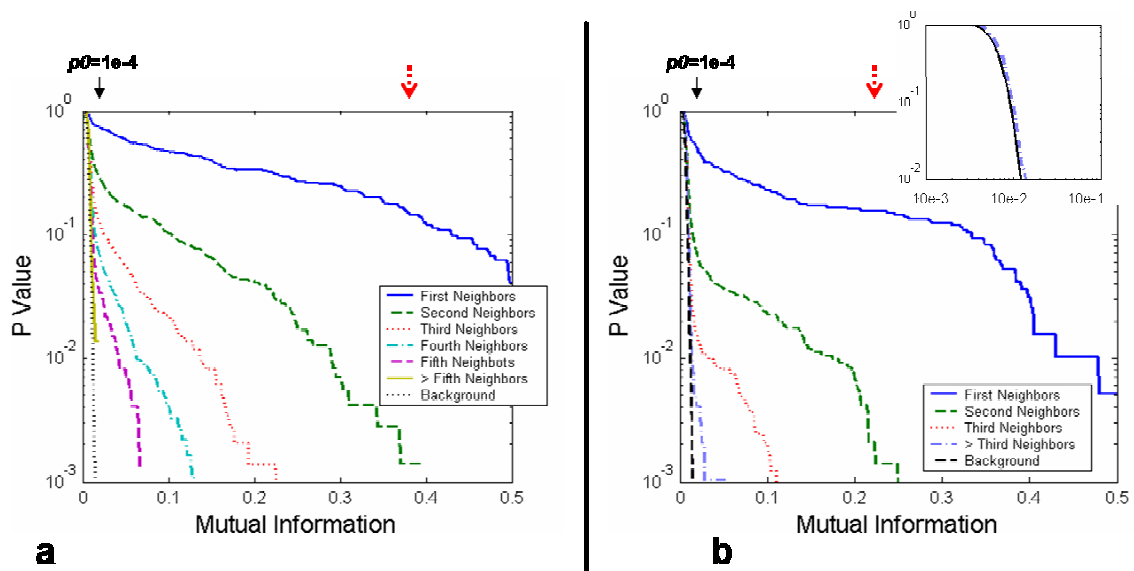 p0=1e-4
10^0
10^-1
10^-2
10^-3
P Value
0 0.1 0.2 0.3 0.4 0.5
Mutual Information
First Neighbors
Second Neighbors
Third Neighbors
Fourth Neighbors
Fifth Neighbots
> Fifth Neighbors
Background
a
p0=1e-4
10^0
10^-1
10^-2
10^-3
P Value
0 0.1 0.2 0.3 0.4 0.5
Mutual Information
First Neighbors
Second Neighbors
Third Neighbors
> Third Neighbors
Background
10^0
10^-1
10^-2
10e-3 10e-2 10e-1
b